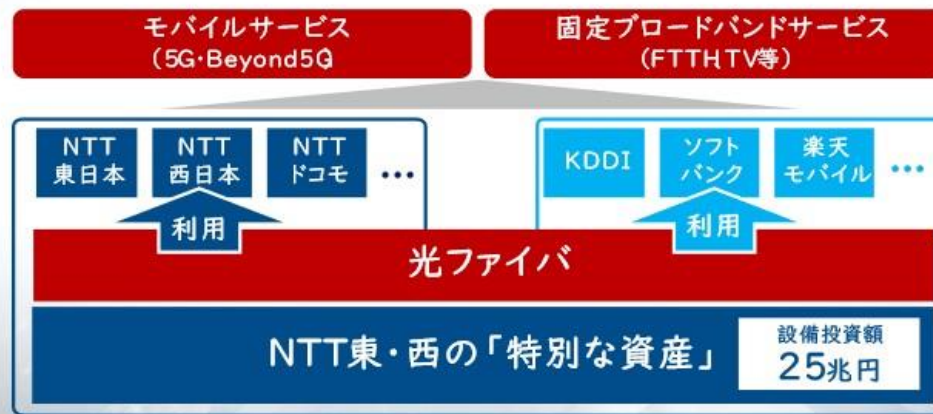 モバイルサービス
(5G･Beyond5G)
固定ブロードバンドサービス
(FTTH,TV等)
NTT
東日本
NTT
西日本
NTT
ドコモ
…
KDDI
ソフト
バンク
楽天
モバイル
…
利用
利用
光ファイバ
NTT東・西の「特別な資産」
設備投資額
25兆円